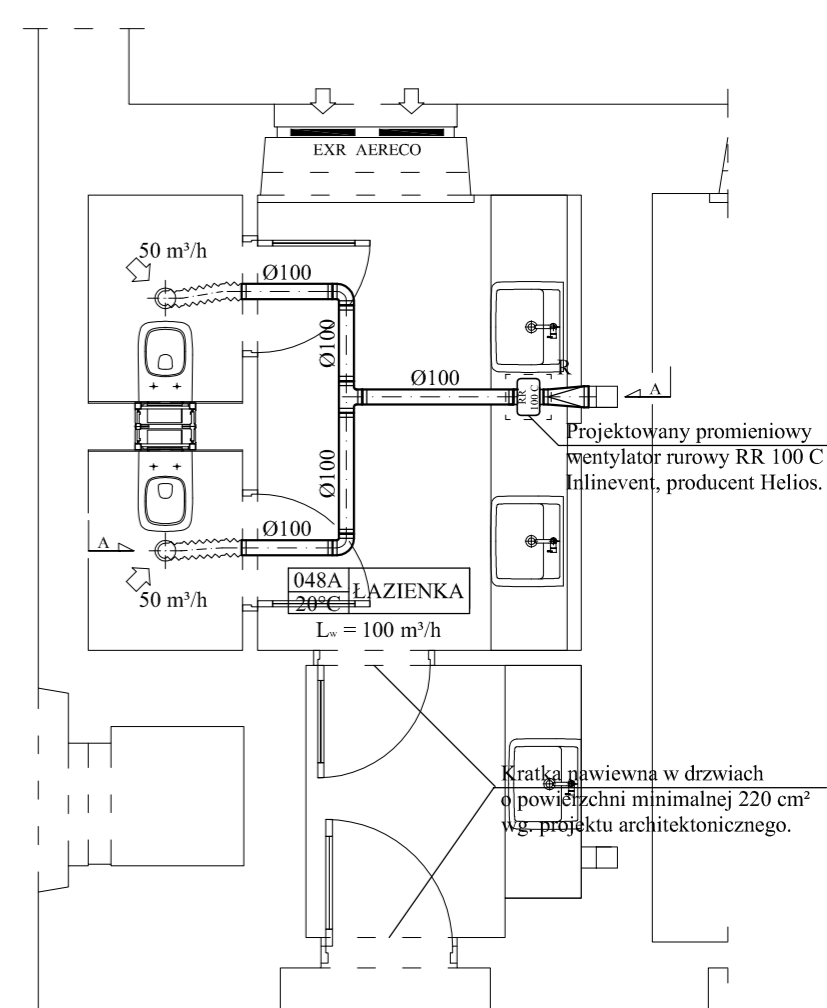 EXR AERECO
50 m³/h
Ø100
Ø100
Ø100
R
RR
100 C
A
Projektowany promieniowy
wentylator rurowy RR 100 C
Inlinevent, producent Helios.
Ø100
Ø100
A
50 m³/h
048A
ŁAZIENKA
20°C
Lw = 100 m³/h
Kratka nawiewna w drzwiach
o powierzchni minimalnej 220 cm²
wg. projektu architektonicznego.